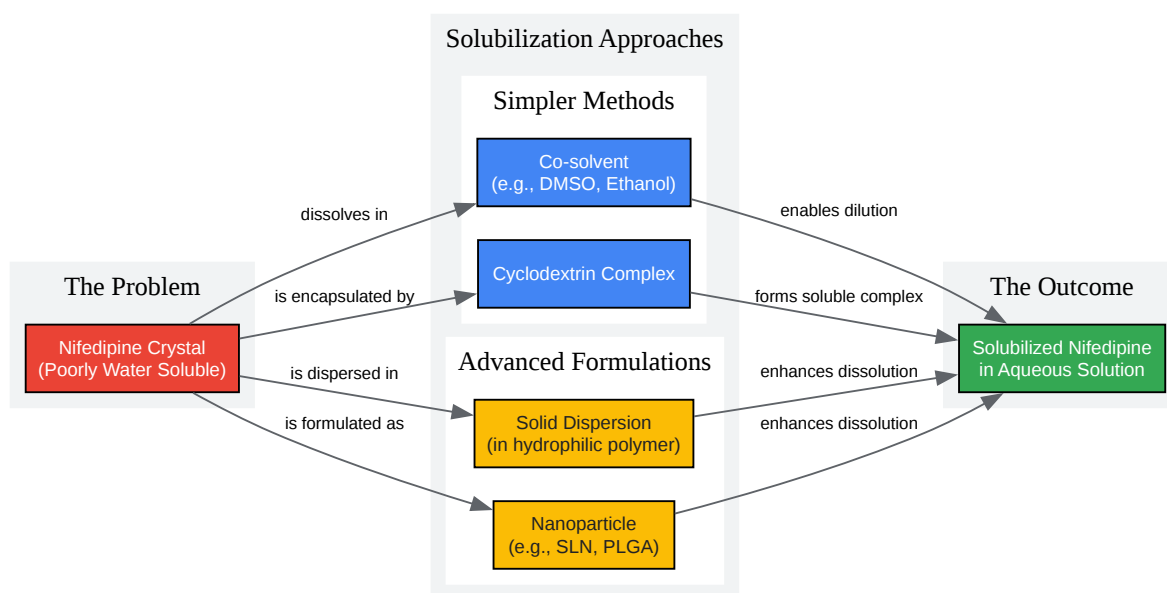 Solubilization Approaches
Simpler Methods
Co-solvent
(e.g., DMSO, Ethanol)
dissolves in
enables dilution
Cyclodextrin Complex
The Problem
is encapsulated by
forms soluble complex
The Outcome
Nifedipine Crystal
(Poorly Water Soluble)
Solubilized Nifedipine
in Aqueous Solution
Advanced Formulations
is dispersed in
enhances dissolution
Solid Dispersion
(in hydrophilic polymer)
is formulated as
enhances dissolution
Nanoparticle
(e.g., SLN, PLGA)